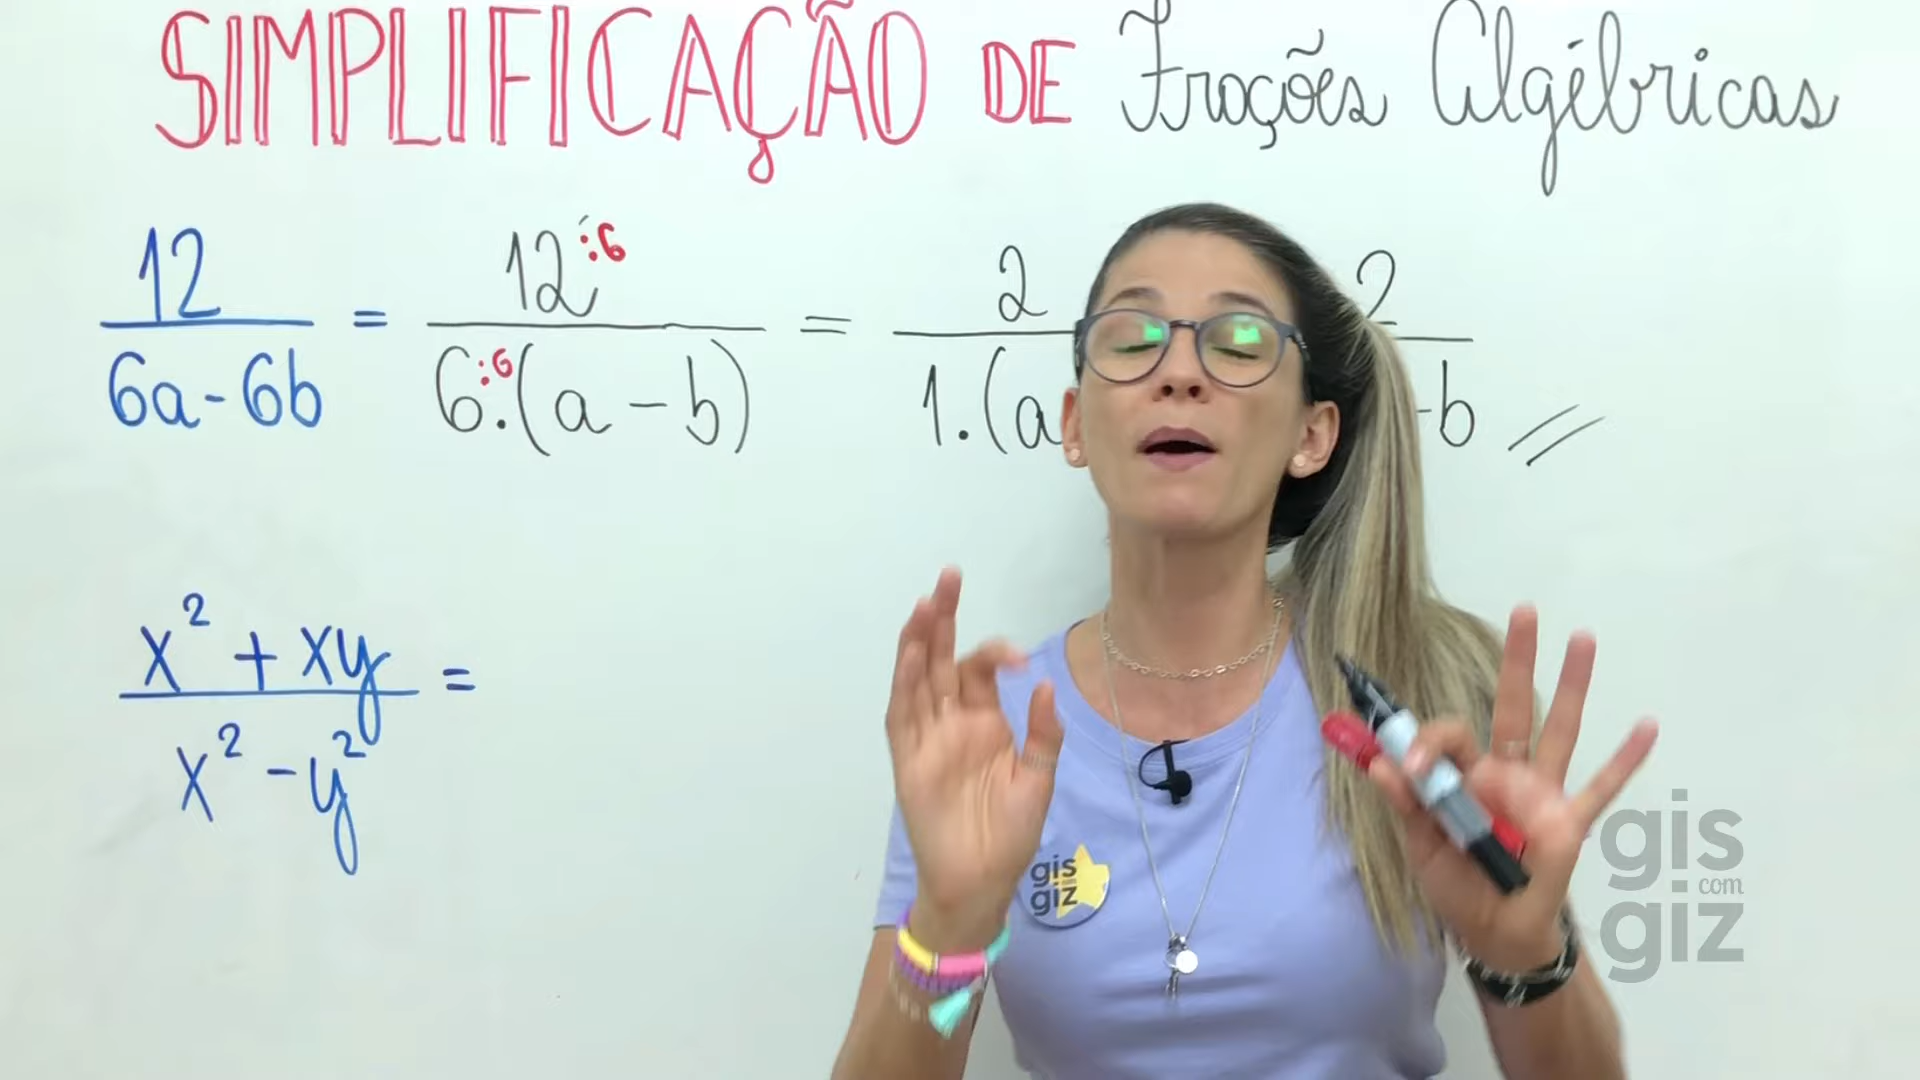 SIMPLIFICAÇÃO DE Frações Algébricas
12 / 6a - 6b = 12 :6 / 6 :6 . (a - b) = 2 / 1 . (a 2 / - b //
x² + xy / x² - y² =
gis giz
gis com giz